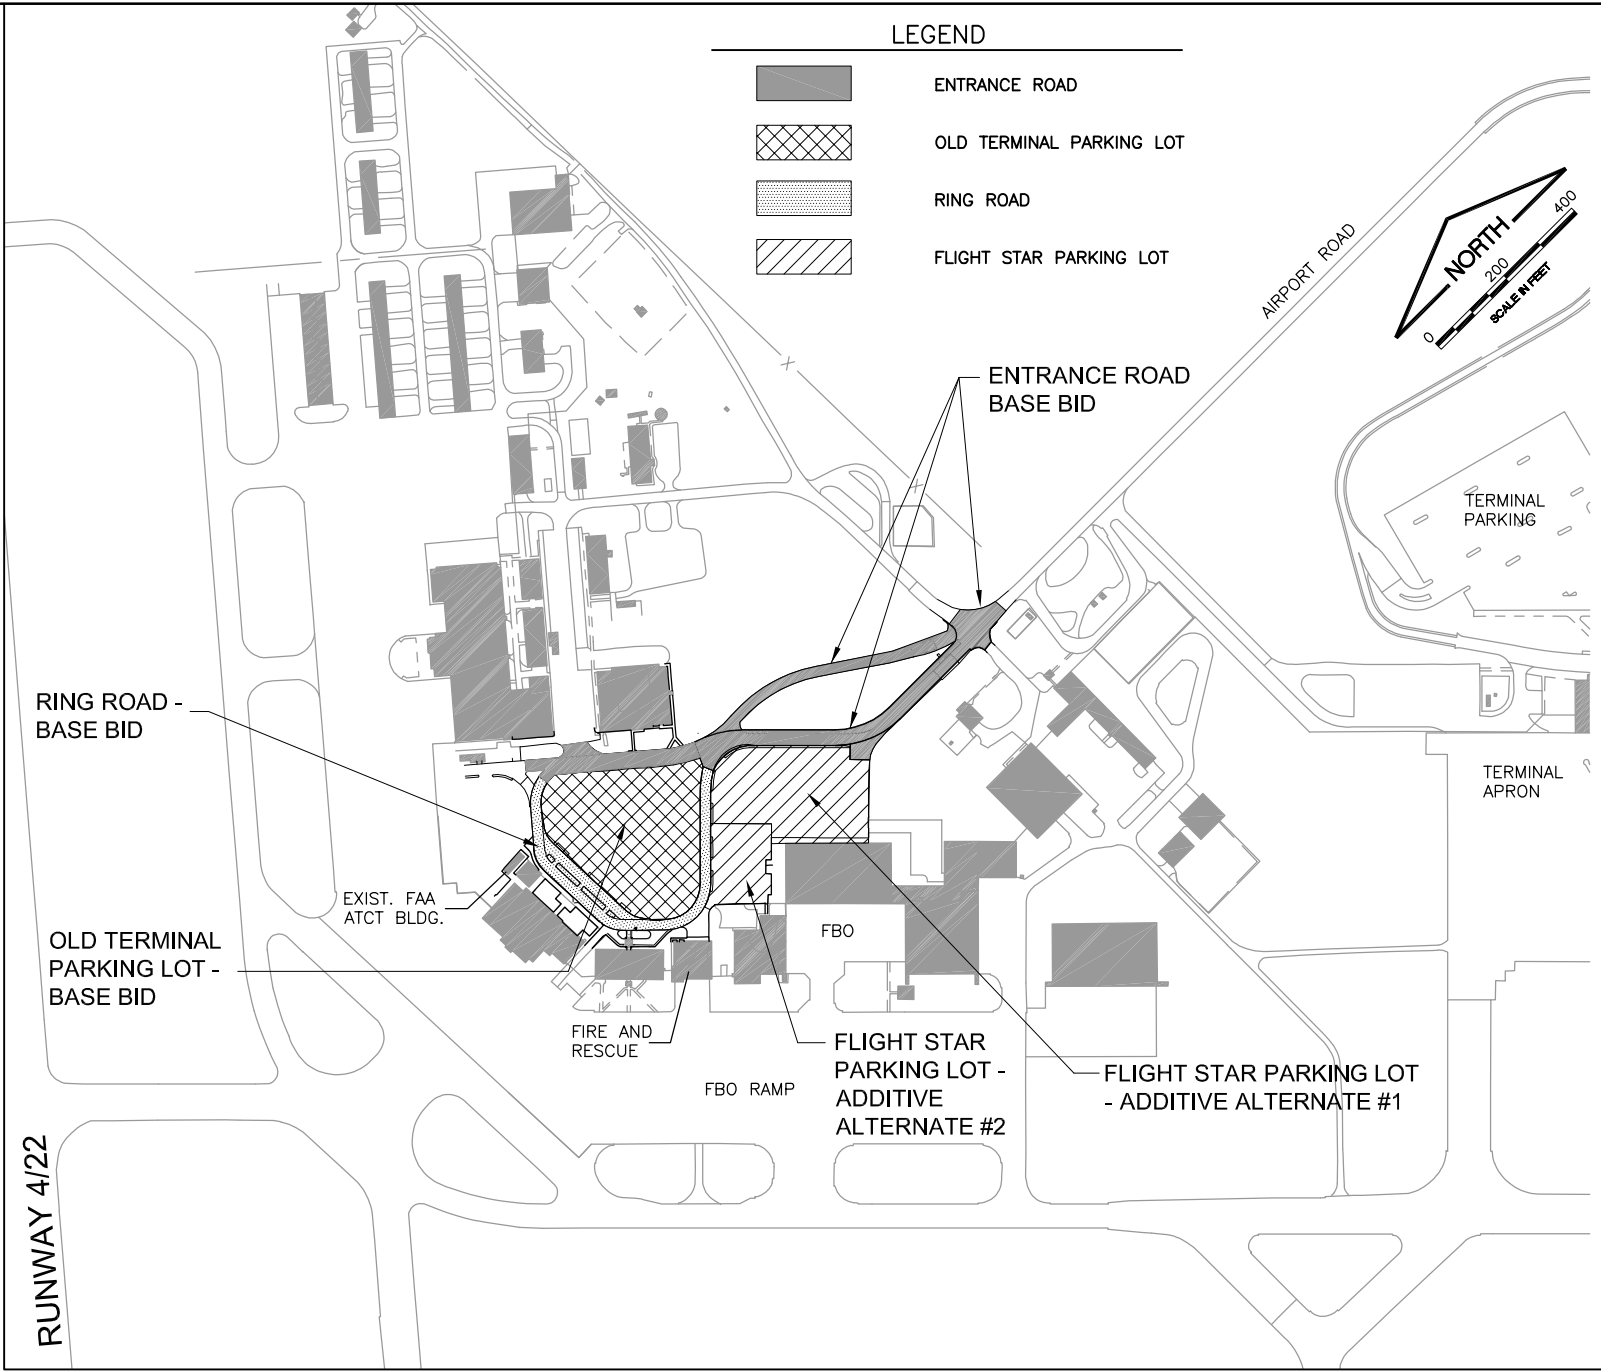 LEGEND
ENTRANCE ROAD
OLD TERMINAL PARKING LOT
RING ROAD
FLIGHT STAR PARKING LOT
AIRPORT ROAD
NORTH
0
200
400
SCALE IN FEET
ENTRANCE ROAD
BASE BID
TERMINAL
PARKING
RING ROAD -
BASE BID
TERMINAL
APRON
EXIST. FAA
ATCT BLDG.
OLD TERMINAL
PARKING LOT -
BASE BID
FBO
FIRE AND
RESCUE
FBO RAMP
FLIGHT STAR
PARKING LOT -
ADDITIVE
ALTERNATE #2
FLIGHT STAR PARKING LOT
- ADDITIVE ALTERNATE #1
RUNWAY 4/22